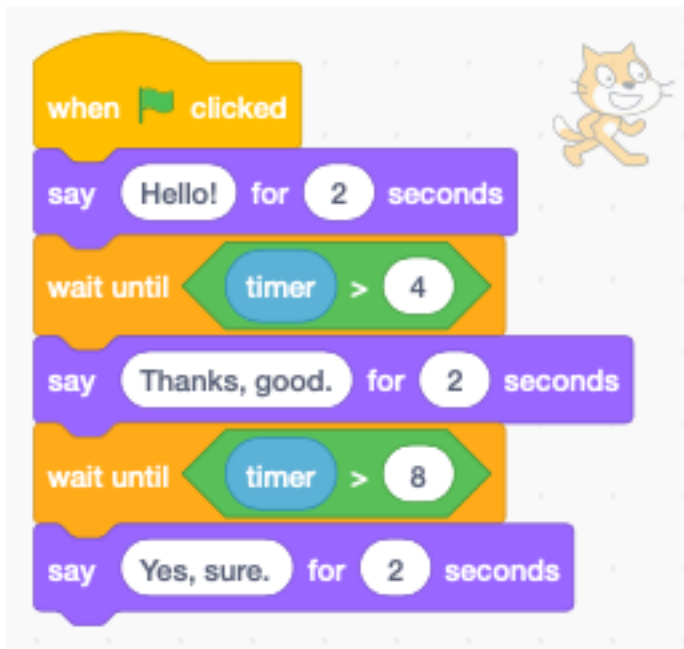 when clicked
say Hello! for 2 seconds
wait until timer > 4
say Thanks, good. for 2 seconds
wait until timer > 8
say Yes, sure. for 2 seconds